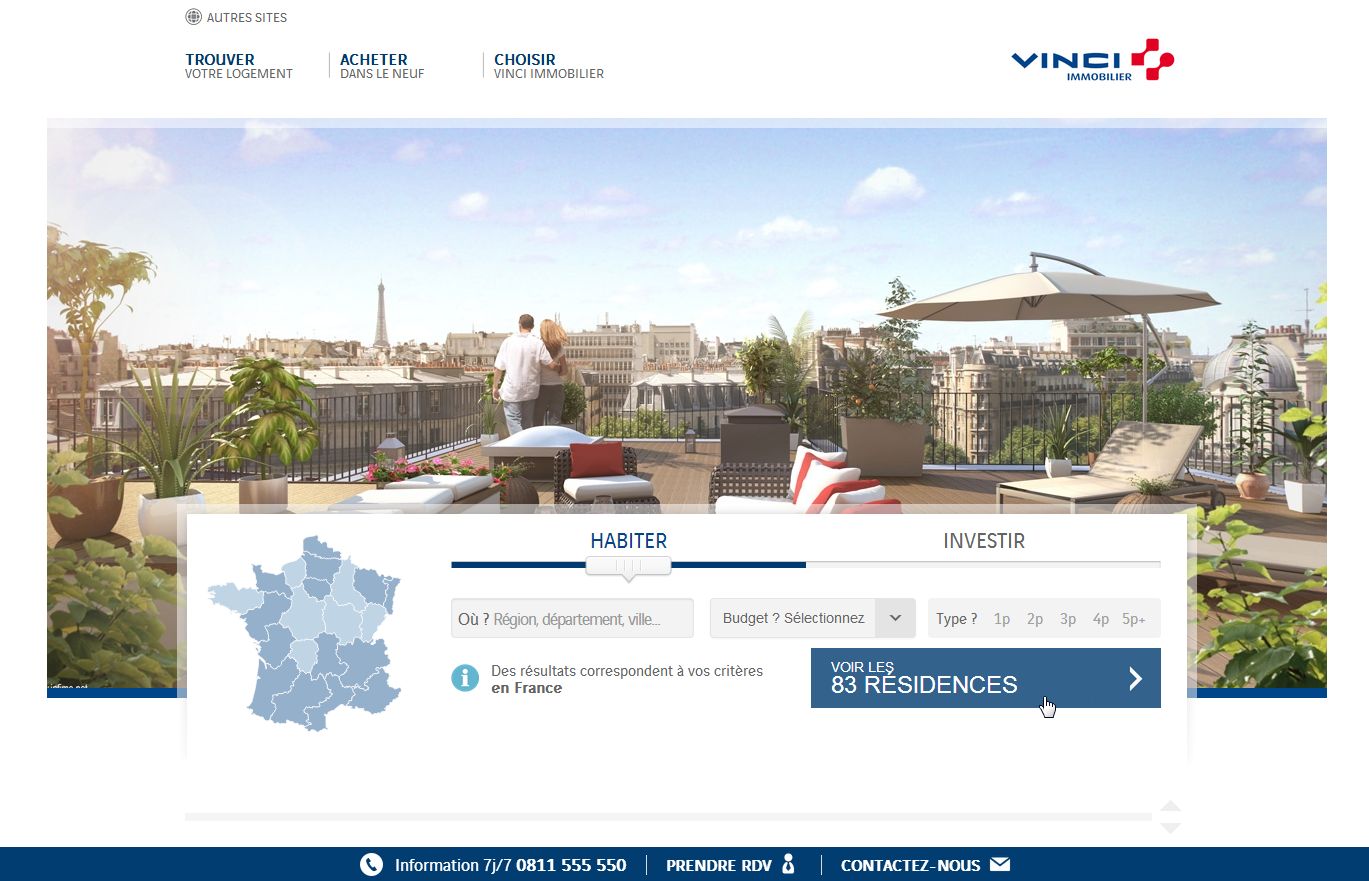 AUTRES SITES
TROUVER
VOTRE LOGEMENT
ACHETER
DANS LE NEUF
CHOISIR
VINCI IMMOBILIER
VINCI
IMMOBILIER
HABITER
INVESTIR
Où ? Région, département, ville...
Budget ? Sélectionnez
Type ? 1p 2p 3p 4p 5p+
Des résultats correspondent à vos critères
en France
VOIR LES
83 RÉSIDENCES
Information 7j/7 0811 555 550
PRENDRE RDV
CONTACTEZ-NOUS